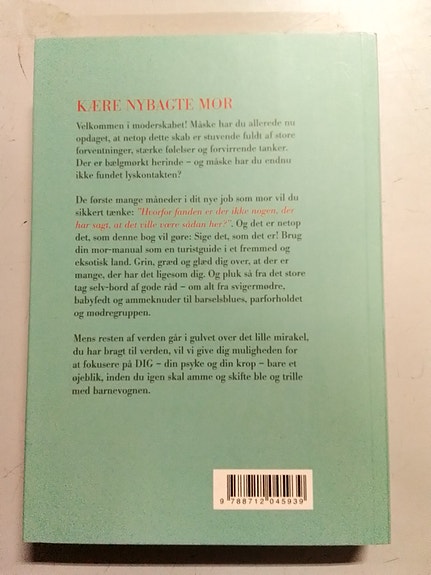 KÆRE NYBAGTE MOR
Velkommen i moderskabet! Måske har du allerede nu
opdaget, at netop dette skab er stuvende fuldt af store
forventninger, stærke følelser og forvirrende tanker.
Der er bælgmørkt herinde – og måske har du endnu
ikke fundet lyskontakten?
De første mange måneder i dit nye job som mor vil du
sikkert tænke: "Hvorfor fanden er der ikke nogen, der
har sagt, at det ville være sådan her?". Og det er netop
det, som denne bog vil gøre: Sige det, som det er! Brug
din mor-manual som en turistguide i et fremmed og
eksotisk land. Grin, græd og glæd dig over, at der er
mange, der har det ligesom dig. Og pluk så fra det store
tag selv-bord af gode råd – om alt fra svigermødre,
babyfedt og ammeknuder til barselsblues, parforholdet
og mødregruppen.
Mens resten af verden går i gulvet over det lille mirakel,
du har bragt til verden, vil vi give dig muligheden for
at fokusere på DIG – din psyke og din krop – bare et
øjeblik, inden du igen skal amme og skifte ble og trille
med barnevognen.
9 788712 045939